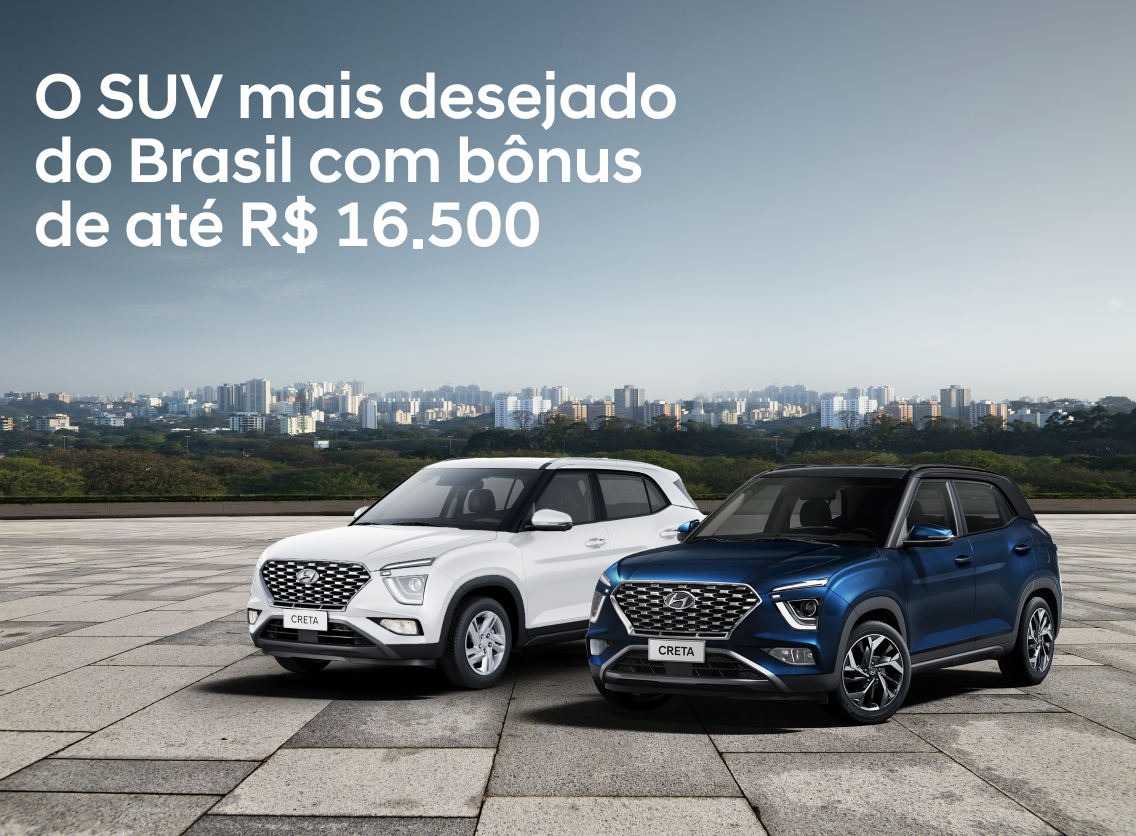 O SUV mais desejado
do Brasil com bônus
de até R$ 16.500
CRETA
CRETA